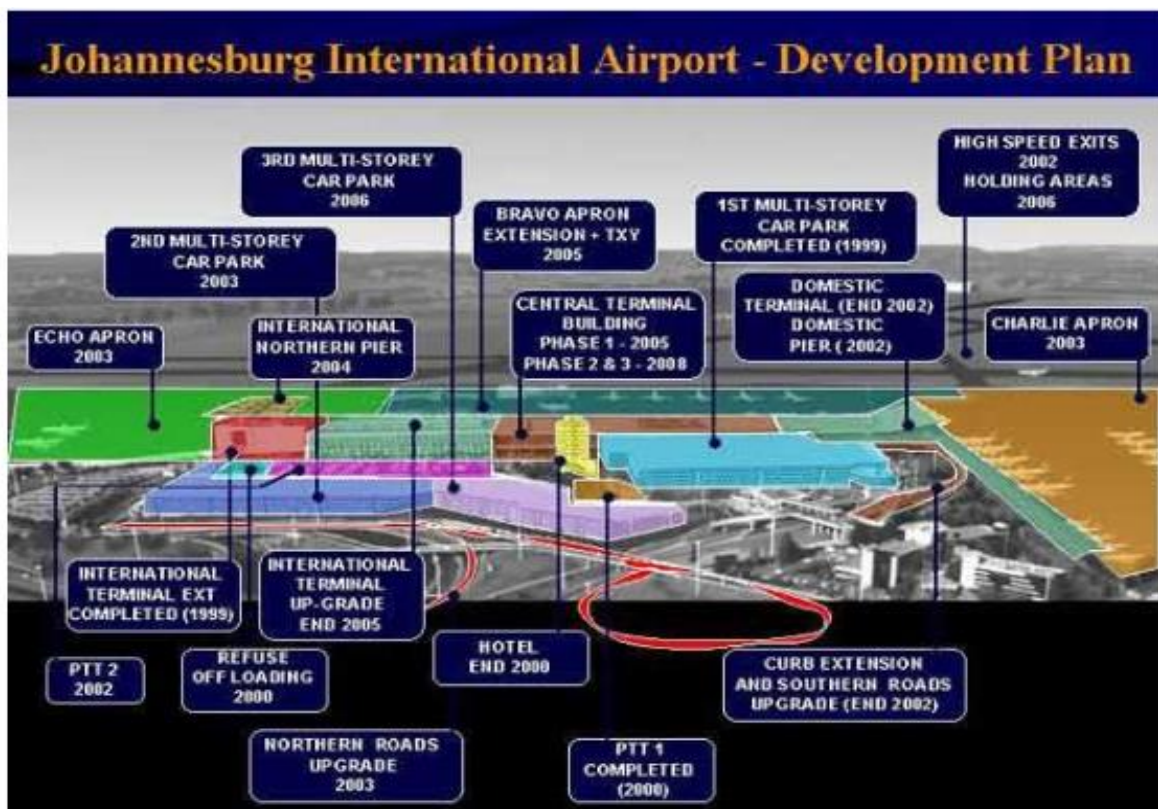 Johannesburg International Airport - Development Plan
3RD MULTI-STOREY
CAR PARK
2006
HIGH SPEED EXITS
2002
HOLDING AREAS
2006
2ND MULTI-STOREY
CAR PARK
2003
BRAVO APRON
EXTENSION + TXY
2005
1ST MULTI-STOREY
CAR PARK
COMPLETED (1999)
ECHO APRON
2003
INTERNATIONAL
NORTHERN PIER
2004
CENTRAL TERMINAL
BUILDING
PHASE 1 - 2005
PHASE 2 & 3 - 2008
DOMESTIC
TERMINAL (END 2002)
DOMESTIC
PIER ( 2002)
CHARLIE APRON
2003
INTERNATIONAL
TERMINAL EXT
COMPLETED (1999)
INTERNATIONAL
TERMINAL
UP-GRADE
END 2005
HOTEL
END 2000
CURB EXTENSION
AND SOUTHERN ROADS
UPGRADE (END 2002)
PTT 2
2002
REFUSE
OFF LOADING
2000
NORTHERN ROADS
UPGRADE
2003
PTT 1
COMPLETED
(2000)